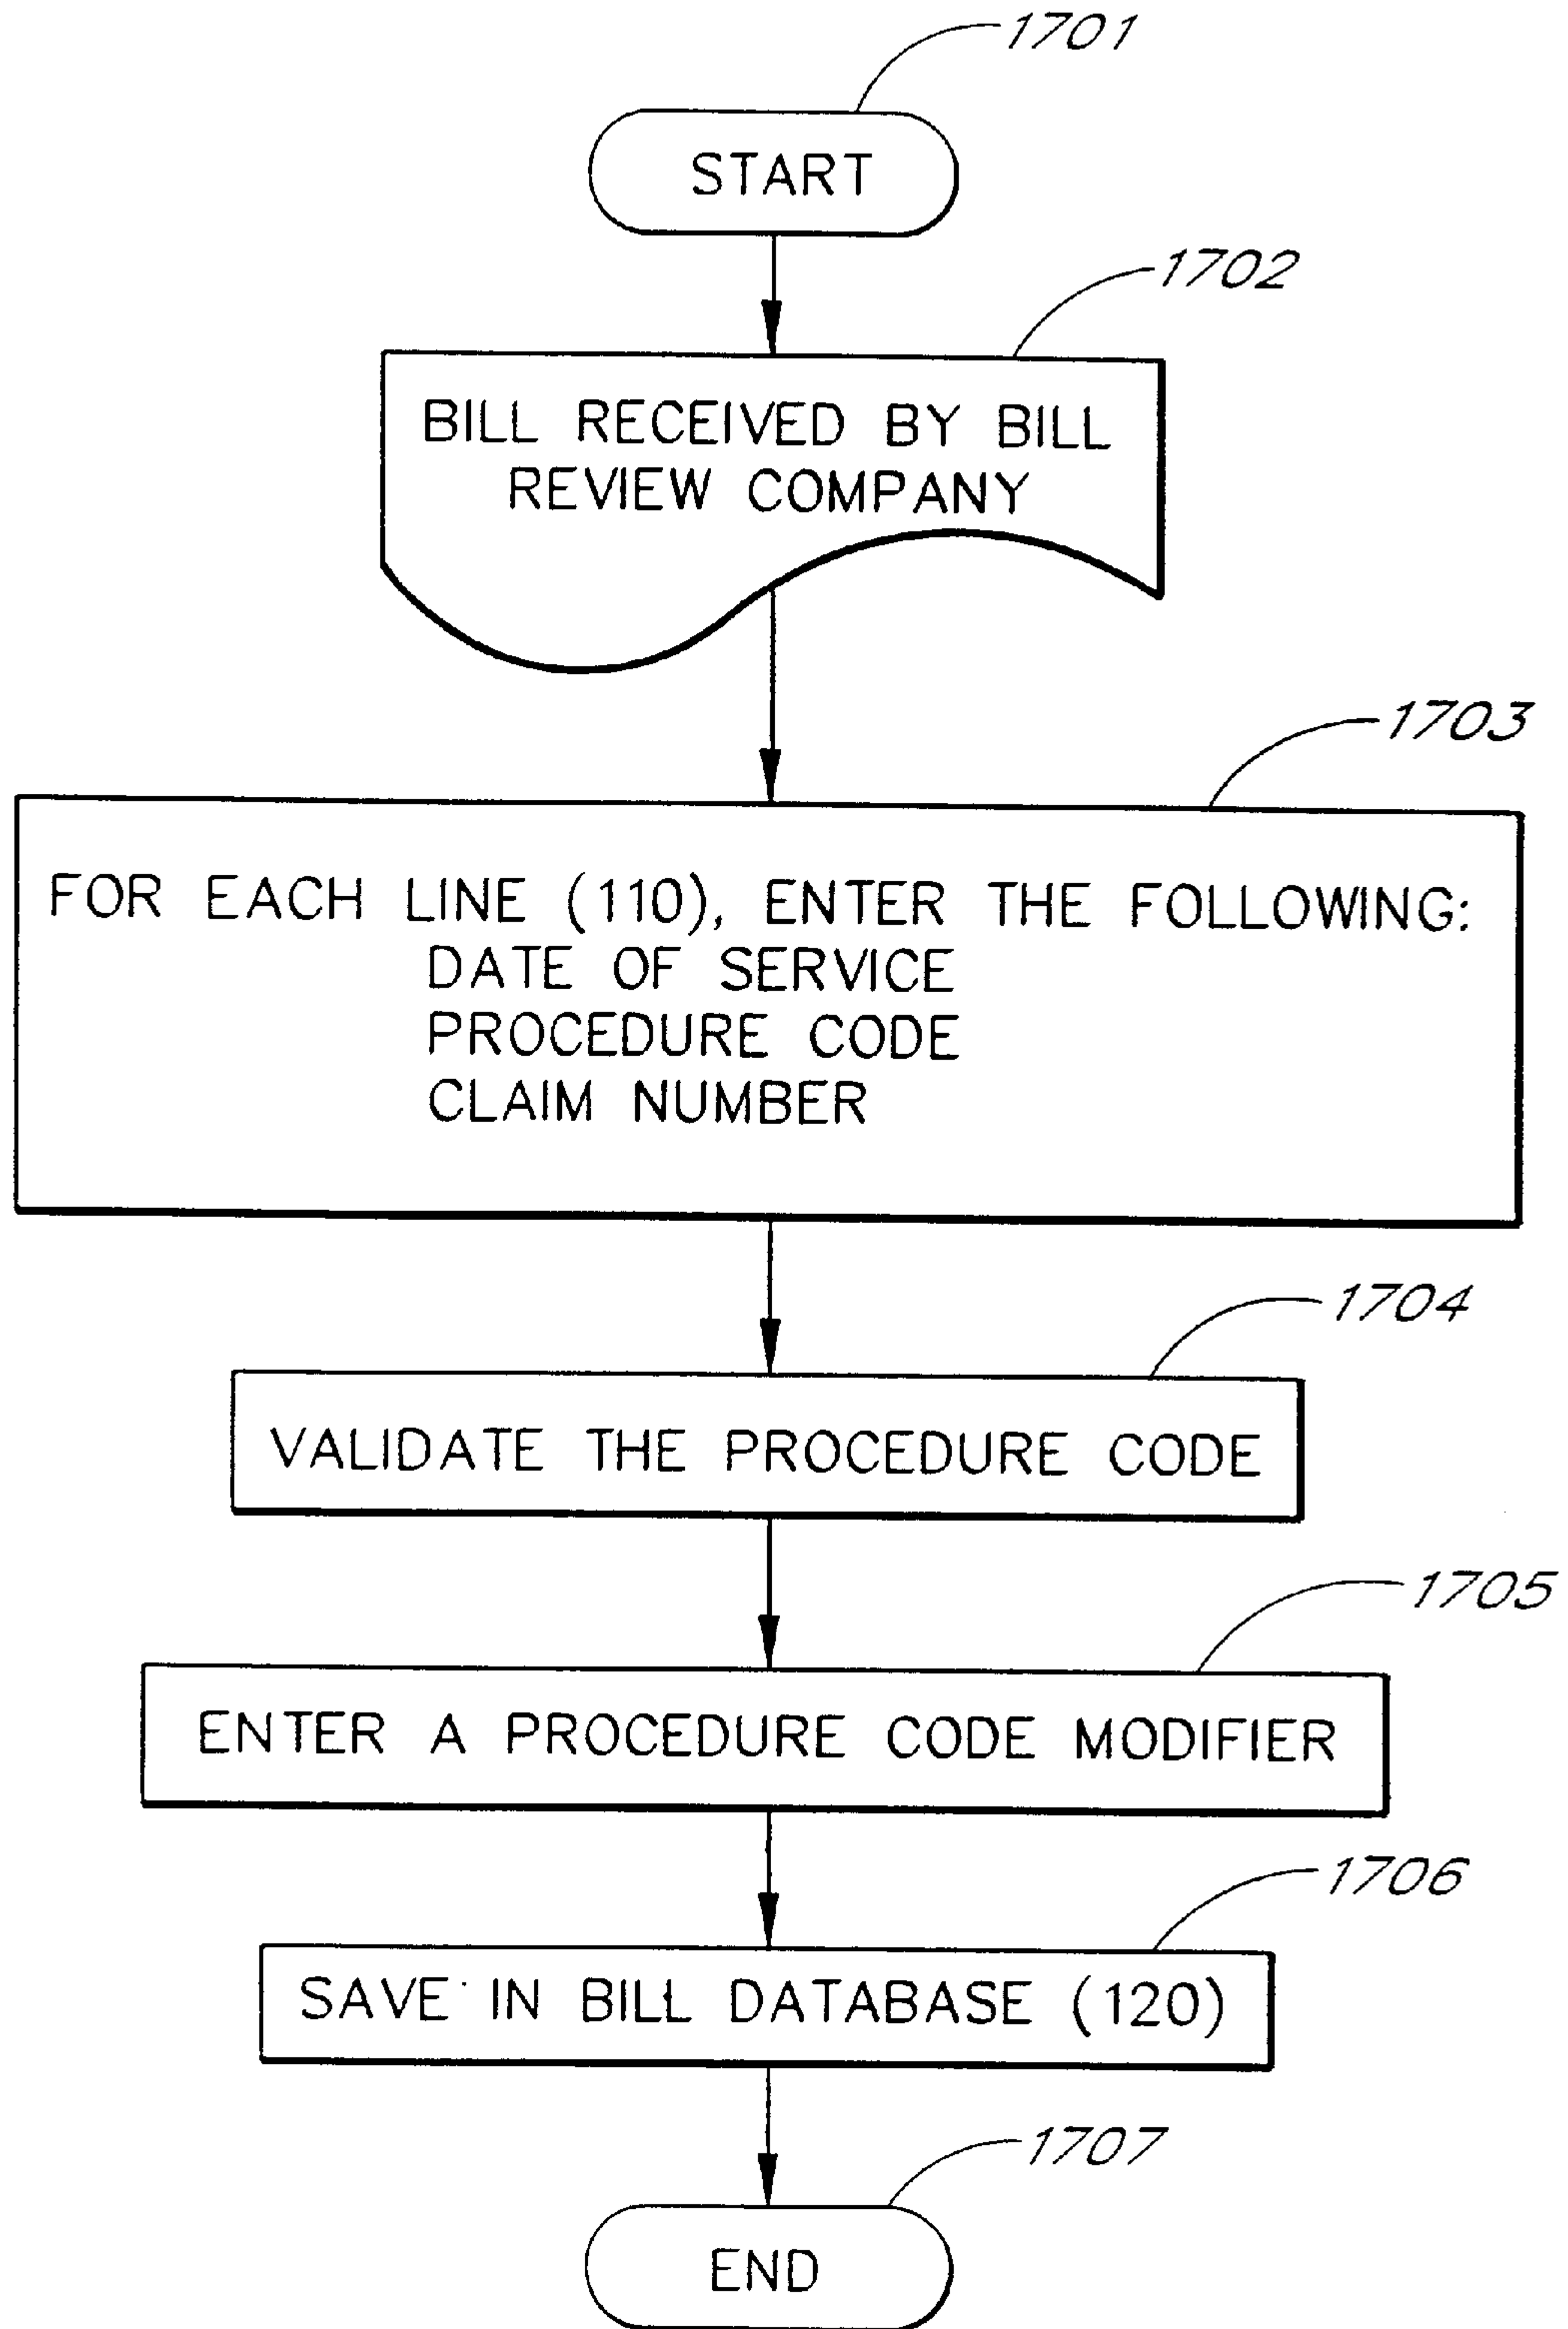 1701
START
1702
BILL RECEIVED BY BILL
REVIEW COMPANY
1703
FOR EACH LINE (110), ENTER THE FOLLOWING:
DATE OF SERVICE
PROCEDURE CODE
CLAIM NUMBER
1704
VALIDATE THE PROCEDURE CODE
1705
ENTER A PROCEDURE CODE MODIFIER
1706
SAVE IN BILL DATABASE (120)
1707
END